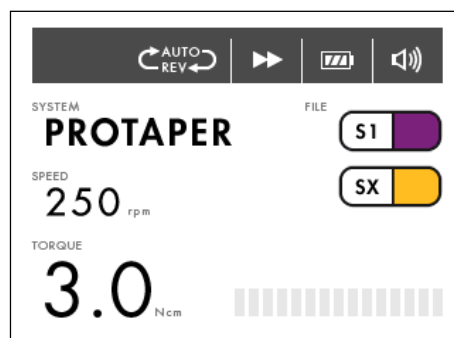 AUTO
REV
SYSTEM
PROTAPER
FILE
S1
SX
SPEED
250 rpm
TORQUE
3.0 Ncm